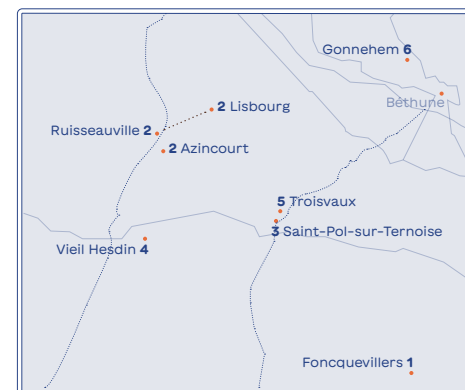 Gonnehem 6
Béthune
2 Lisbourg
Ruisseauville 2
2 Azincourt
5 Troisvaux
3 Saint-Pol-sur-Ternoise
Vieil Hesdin 4
Foncquevillers 1